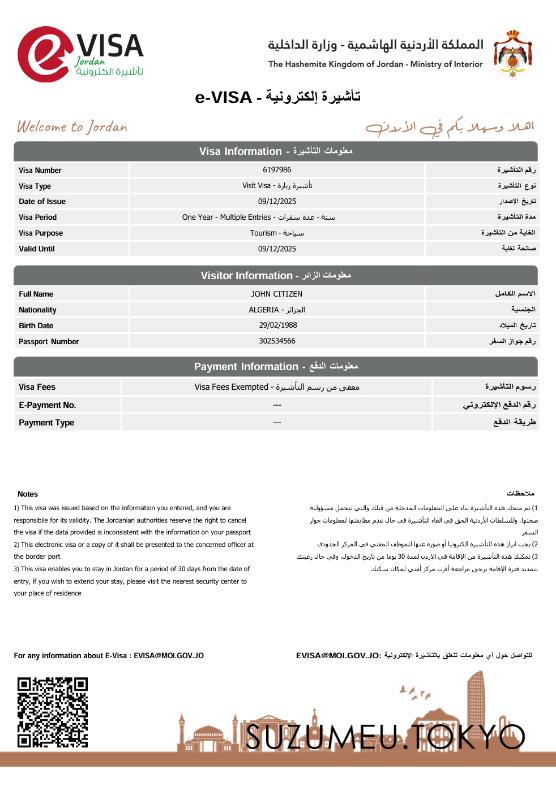 e VISA
Jordan
تأشيرة إلكترونية
المملكة الأردنية الهاشمية - وزارة الداخلية
The Hashemite Kingdom of Jordan - Ministry of Interior
e-VISA - تأشيرة إلكترونية
Welcome to Jordan
اهلا وسهلا بكم في الأردن
Visa Information - معلومات التأشيرة
Visa Number 6197986 رقم التأشيرة
Visa Type Visit Visa - تأشيرة زيارة نوع التأشيرة
Date of Issue 09/12/2025 تاريخ الإصدار
Visa Period One Year - Multiple Entries - سنة - عدة سفرات مدة التأشيرة
Visa Purpose Tourism - سياحة الغاية من التأشيرة
Valid Until 09/12/2025 صالحة لغاية
Visitor Information - معلومات الزائر
Full Name JOHN CITIZEN الاسم الكامل
Nationality ALGERIA - الجزائر الجنسية
Birth Date 29/02/1988 تاريخ الميلاد
Passport Number 302534566 رقم جواز السفر
Payment Information - معلومات الدفع
Visa Fees Visa Fees Exempted - معفى من رسم التأشيرة رسوم التأشيرة
E-Payment No. --- رقم الدفع الإلكتروني
Payment Type --- طريقة الدفع
Notes
1) This visa was issued based on the information you entered, and you are
responsible for its validity. The Jordanian authorities reserve the right to cancel
the visa if the data provided is inconsistent with the information on your passport
2) This electronic visa or a copy of it shall be presented to the concerned officer at
the border port
3) This visa enables you to stay in Jordan for a period of 30 days from the date of
entry, if you wish to extend your stay, please visit the nearest security center to
your place of residence
ملاحظات
1) تم منحك هذه التأشيرة بناء على المعلومات المدخلة من قبلك والتي تتحمل مسؤولية
صحتها، وللسلطات الأردنية الحق في الغاء التأشيرة في حال عدم مطابقتها لمعلومات جواز
السفر
2) يجب ابراز هذه التأشيرة الكترونيا أو صورة عنها للموظف المعني في المركز الحدودي
3) تمكنك هذه التأشيرة من الإقامة في الاردن لمدة 30 يوما من تاريخ الدخول، وفي حال رغبتك
بتمديد فترة الإقامة يرجى مراجعة أقرب مركز أمني لمكان سكنك
For any information about E-Visa : EVISA@MOI.GOV.JO
للتواصل حول أي معلومات تتعلق بالتأشيرة الإلكترونية :EVISA@MOI.GOV.JO
SUZUMEU.TOKYO